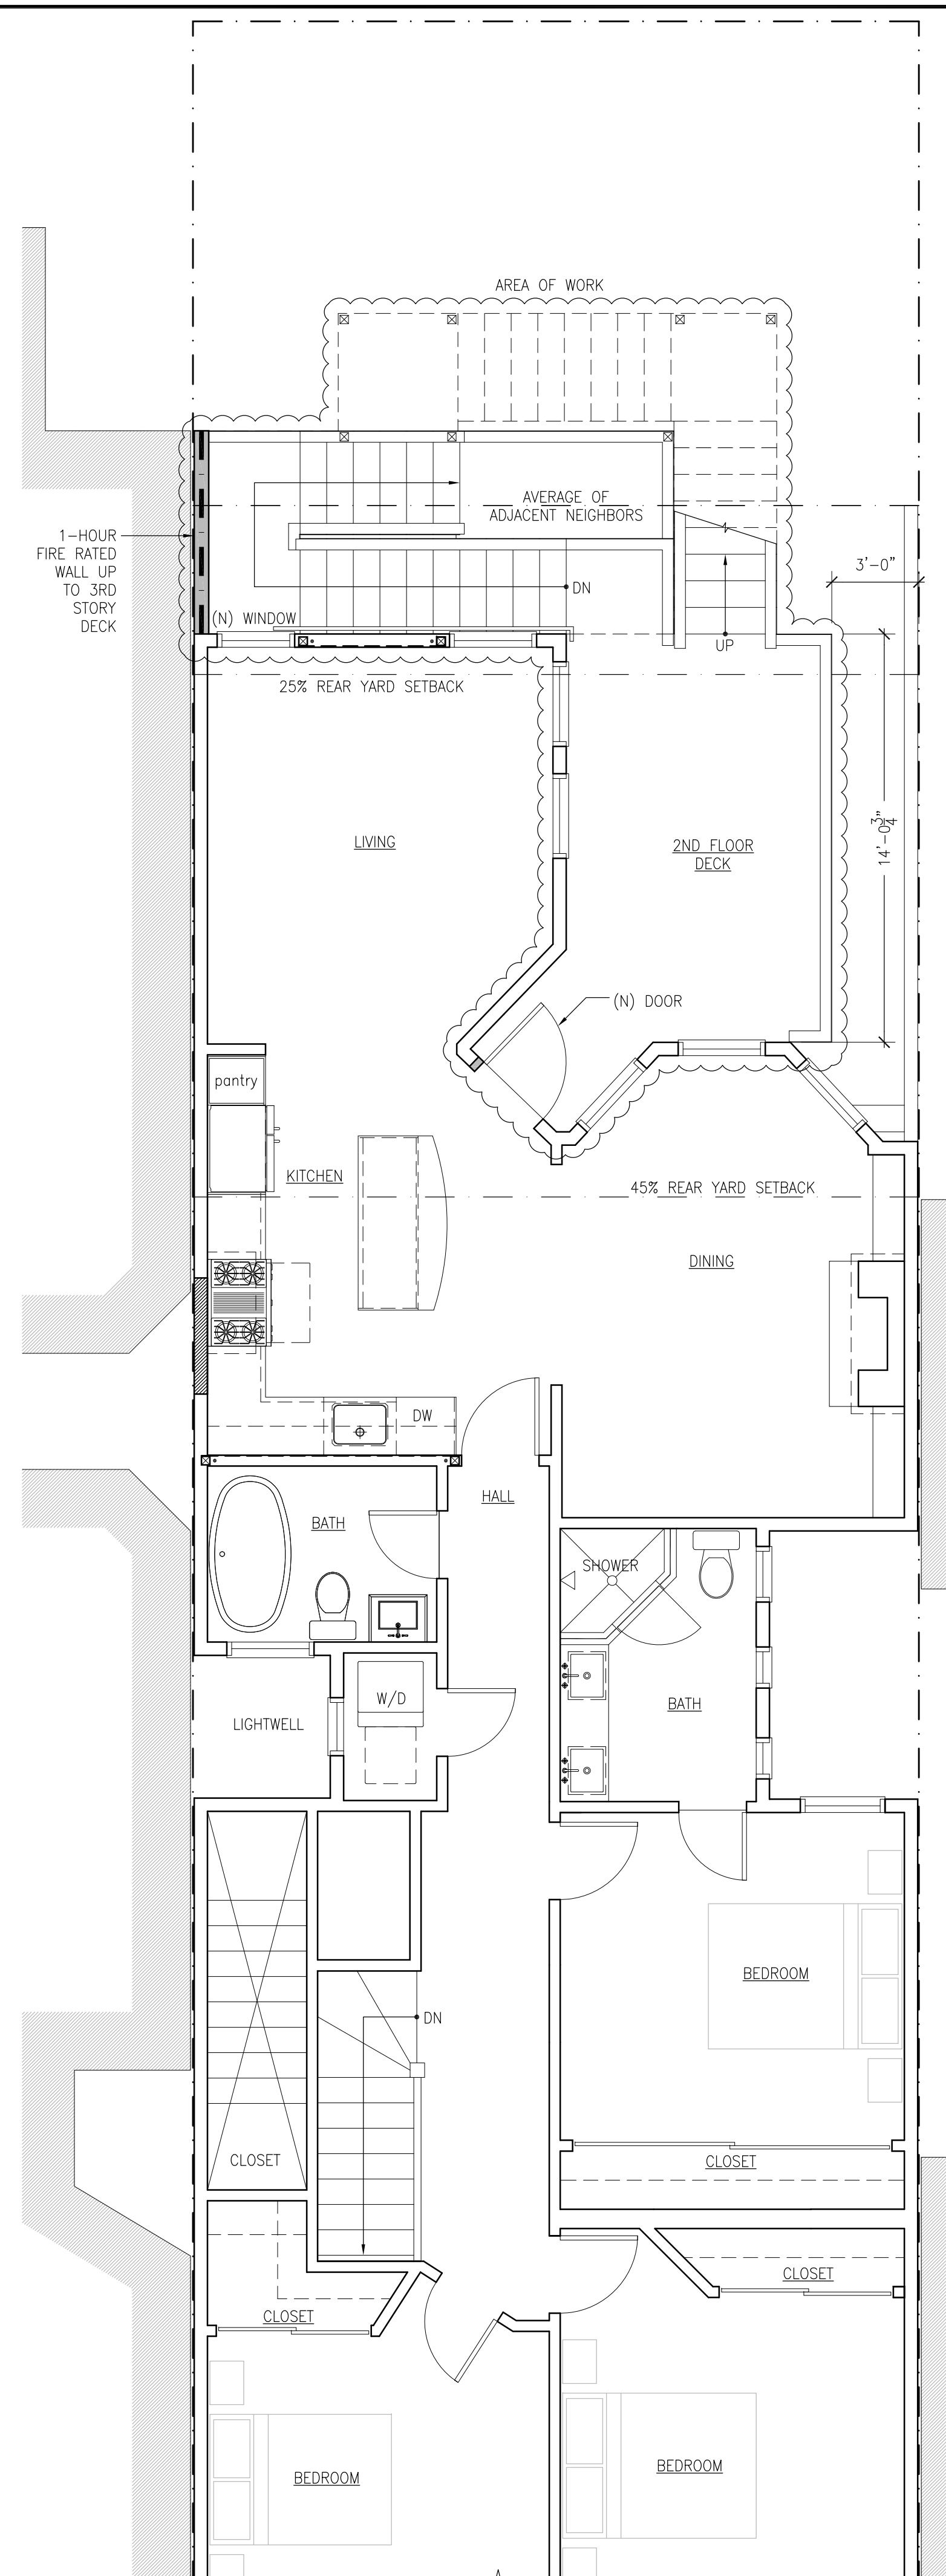 AREA OF WORK
AVERAGE OF
ADJACENT NEIGHBORS
1-HOUR
FIRE RATED
WALL UP
TO 3RD
STORY
DECK
3'-0"
DN
(N) WINDOW
UP
25% REAR YARD SETBACK
LIVING
2ND FLOOR
DECK
14'-0 3/4"
(N) DOOR
pantry
KITCHEN
45% REAR YARD SETBACK
DINING
DW
HALL
BATH
SHOWER
W/D
BATH
LIGHTWELL
BEDROOM
DN
CLOSET
CLOSET
CLOSET
CLOSET
BEDROOM
BEDROOM